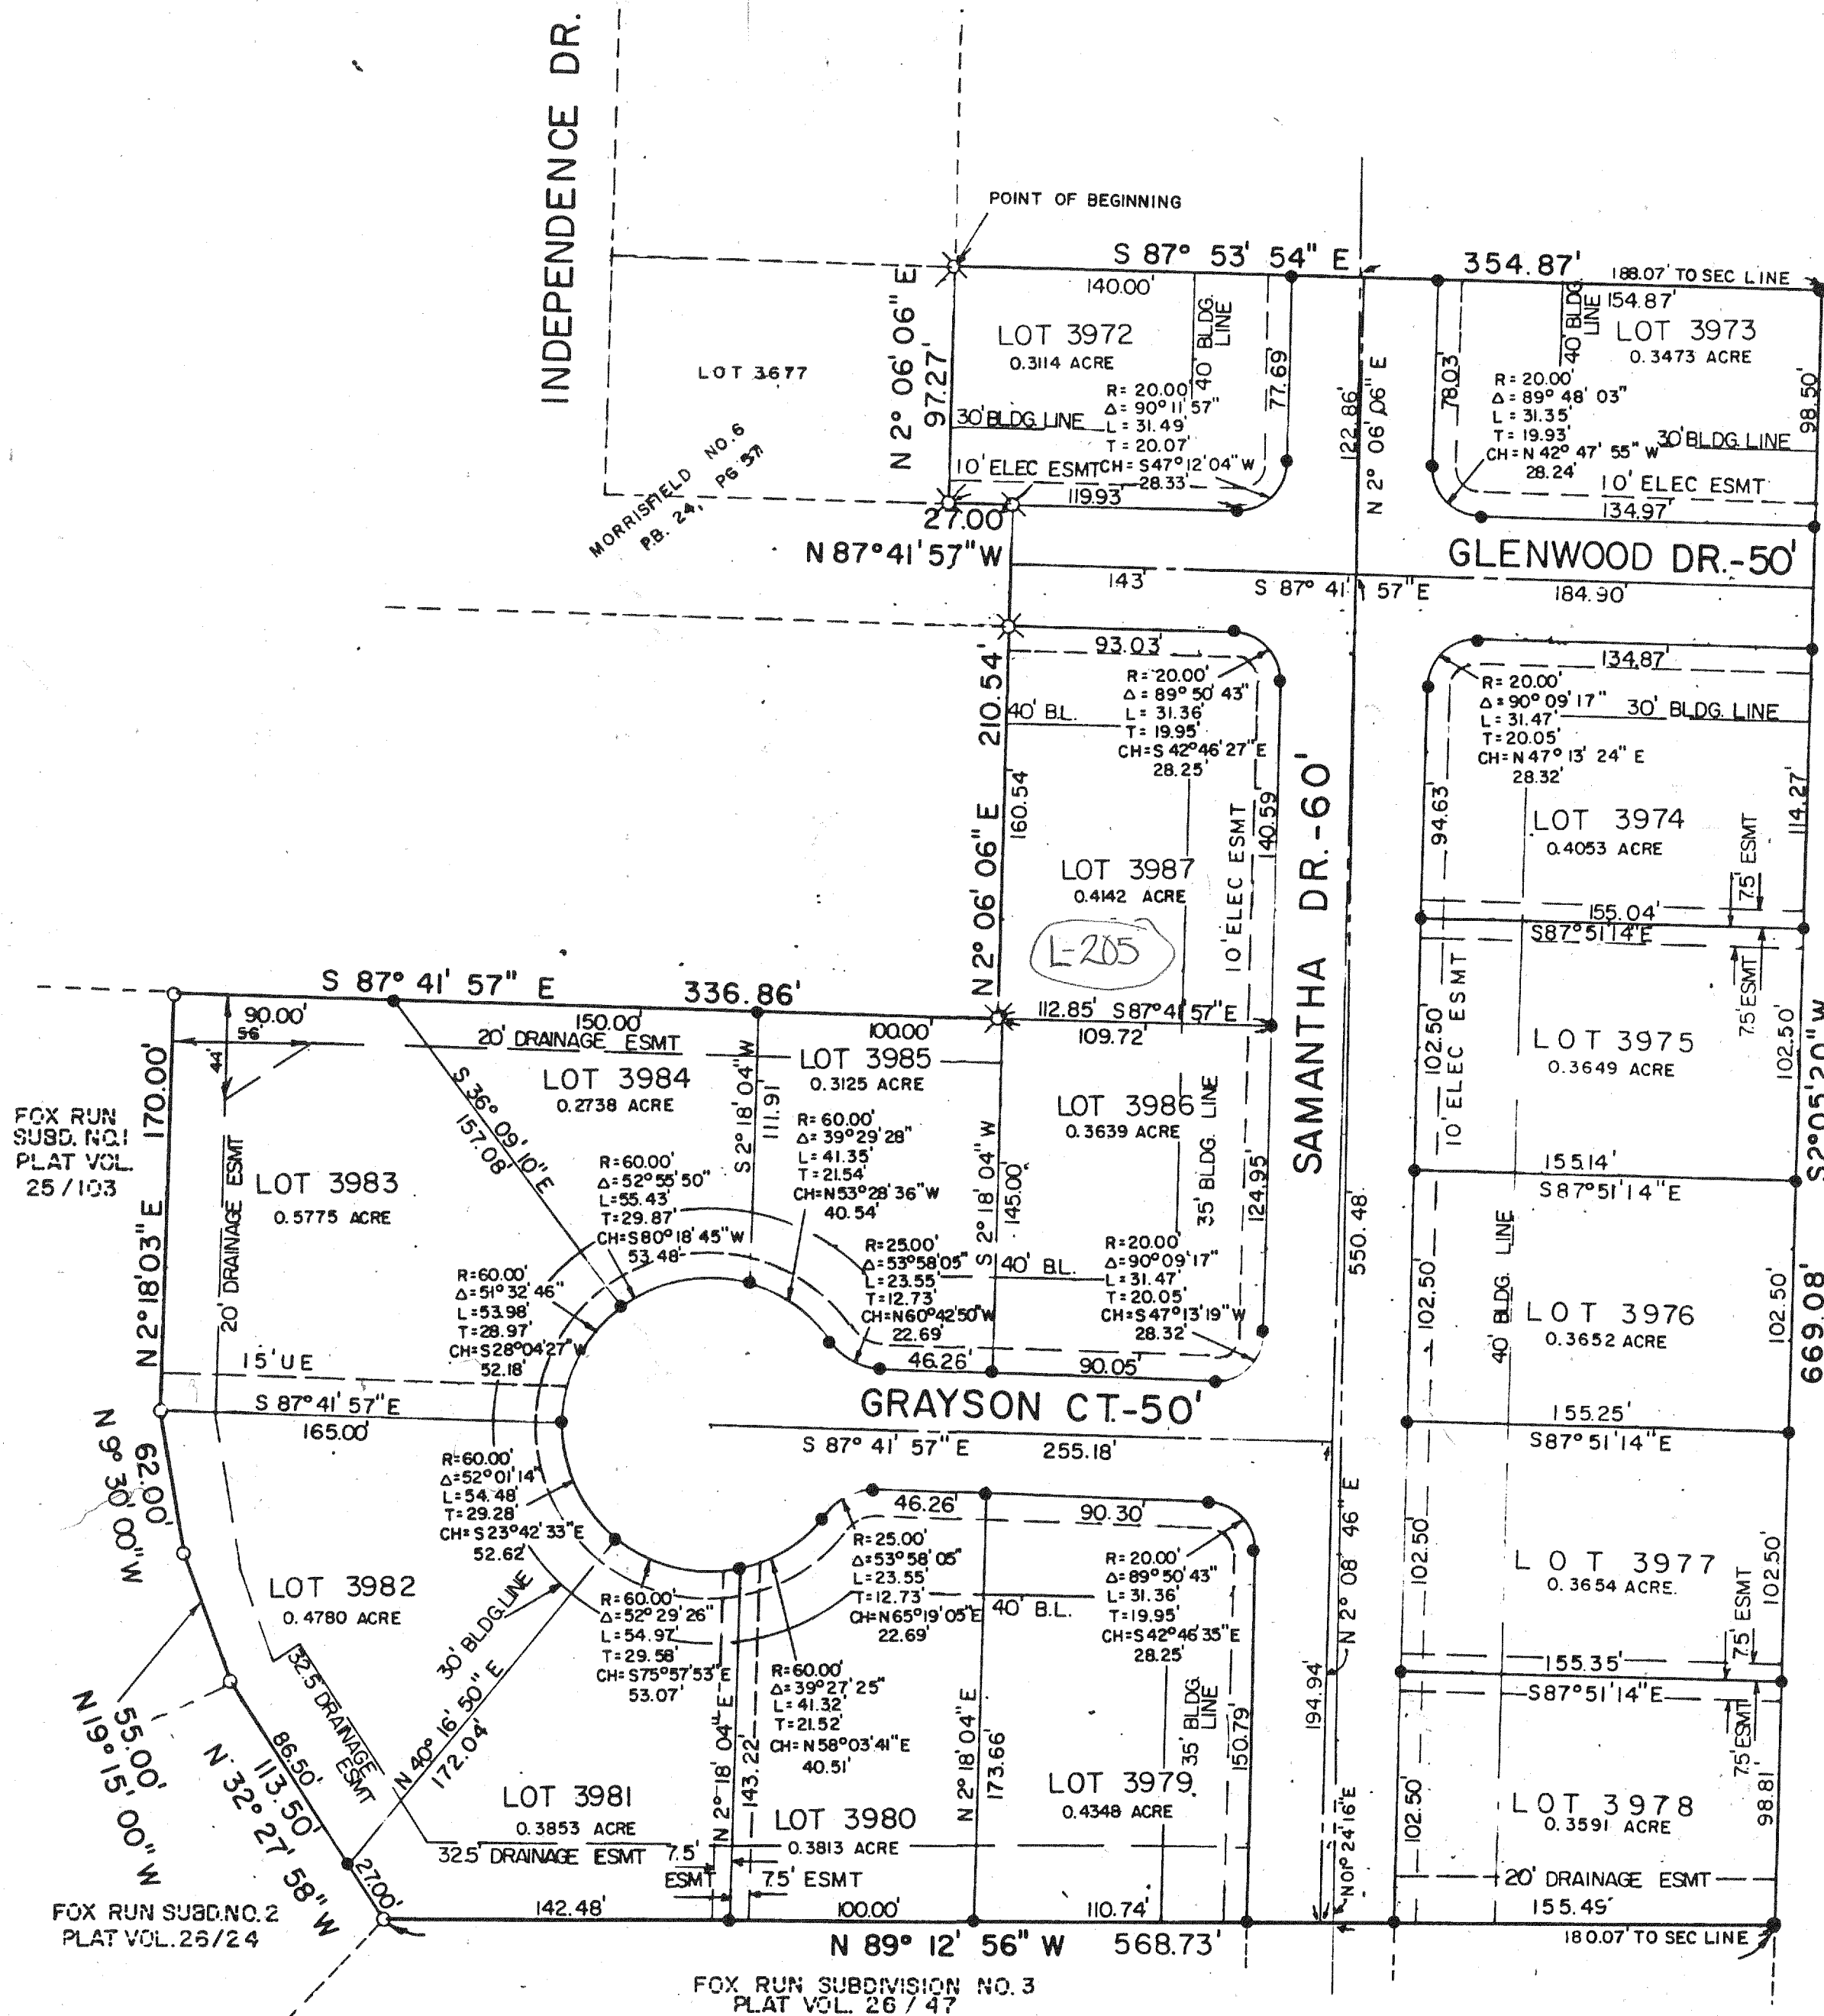 INDEPENDENCE DR.
POINT OF BEGINNING
S 87° 53' 54" E 354.87'
188.07' TO SEC LINE
140.00'
154.87'
N 2° 06' 06" E
97.27'
LOT 3677
MORRISFIELD NO. 6
P.B. 24, PG 37
LOT 3972
0.3114 ACRE
40' BLDG. LINE
77.69'
R= 20.00'
Δ= 90° 11' 57"
L= 31.49'
T= 20.07'
CH= S47° 12' 04" W
28.33'
30' BLDG. LINE
10' ELEC ESMT
119.93'
122.86'
N 2° 06' 06" E
78.03'
40' BLDG. LINE
LOT 3973
0.3473 ACRE
R= 20.00'
Δ= 89° 48' 03"
L= 31.35'
T= 19.93'
CH= N 42° 47' 55" W
28.24'
30' BLDG. LINE
98.50'
10' ELEC ESMT
134.97'
27.00'
N 87° 41' 57" W
GLENWOOD DR.-50'
143'
S 87° 41' 57" E
184.90'
93.03'
R= 20.00'
Δ= 89° 50' 43"
L= 31.36'
T= 19.95'
CH= S 42° 46' 27" E
28.25'
210.54'
N 2° 06' 06" E
40' B.L.
160.54'
LOT 3987
0.4142 ACRE
L-205
10' ELEC ESMT
140.59'
SAMANTHA DR.-60'
134.87'
R= 20.00'
Δ= 90° 09' 17"
L= 31.47'
T= 20.05'
CH= N 47° 13' 24" E
28.32'
30' BLDG. LINE
94.63'
LOT 3974
0.4053 ACRE
114.27'
7.5' ESMT
155.04'
S87° 51' 14" E
7.5' ESMT
S 87° 41' 57" E 336.86'
90.00'
56'
44'
150.00'
100.00'
20' DRAINAGE ESMT
112.85' S 87° 41' 57" E
109.72'
LOT 3984
0.2738 ACRE
LOT 3985
0.3125 ACRE
S 2° 18' 04" W
111.91'
S 36° 09' 10" E
157.08'
170.00'
N 2° 18' 03" E
FOX RUN
SUBD. NO.1
PLAT VOL.
25 / 103
LOT 3983
0.5775 ACRE
20' DRAINAGE ESMT
R= 60.00'
Δ= 52° 55' 50"
L= 55.43'
T= 29.87'
CH= S80° 18' 45" W
53.48'
R= 60.00'
Δ= 39° 29' 28"
L= 41.35'
T= 21.54'
CH= N53° 28' 36" W
40.54'
R= 60.00'
Δ= 51° 32' 46"
L= 53.98'
T= 28.97'
CH= S28° 04' 27" W
52.18'
R= 25.00'
Δ= 53° 58' 05"
L= 23.55'
T= 12.73'
CH= N60° 42' 50" W
22.69'
S 2° 18' 04" W
145.00'
LOT 3986
0.3639 ACRE
35' BLDG. LINE
124.95'
40' B.L.
R= 20.00'
Δ= 90° 09' 17"
L= 31.47'
T= 20.05'
CH= S 47° 13' 19" W
28.32'
46.26'
90.05'
550.48'
102.50'
10' ELEC ESMT
LOT 3975
0.3649 ACRE
102.50'
S 2° 05' 20" W
669.08'
155.14'
S87° 51' 14" E
102.50'
40' BLDG. LINE
LOT 3976
0.3652 ACRE
102.50'
155.25'
S87° 51' 14" E
15' U E
S 87° 41' 57" E
165.00'
GRAYSON CT.-50'
S 87° 41' 57" E 255.18'
N 9° 30' 00" W
62.00'
R= 60.00'
Δ= 52° 01' 14"
L= 54.48'
T= 29.28'
CH= S 23° 42' 33" E
52.62'
LOT 3982
0.4780 ACRE
30' BLDG. LINE
R= 60.00'
Δ= 52° 29' 26"
L= 54.97'
T= 29.58'
CH= S75° 57' 53" E
53.07'
46.26'
90.30'
R= 25.00'
Δ= 53° 58' 05"
L= 23.55'
T= 12.73'
CH= N65° 19' 05" E
22.69'
40' B.L.
R= 20.00'
Δ= 89° 50' 43"
L= 31.36'
T= 19.95'
CH= S 42° 46' 35" E
28.25'
R= 60.00'
Δ= 39° 27' 25"
L= 41.32'
T= 21.52'
CH= N 58° 03' 41" E
40.51'
N 2° 08' 46" E
194.94'
102.50'
LOT 3977
0.3654 ACRE.
102.50'
7.5' ESMT
155.35'
S87° 51' 14" E
7.5' ESMT
55.00'
N 19° 15' 00" W
32.5' DRAINAGE ESMT
86.50'
113.50'
N 32° 27' 58" W
27.00'
N 40° 16' 50" E
172.04'
LOT 3981
0.3853 ACRE
32.5' DRAINAGE ESMT
7.5' ESMT
7.5' ESMT
N 2° 18' 04" E
143.22'
LOT 3980
0.3813 ACRE
N 2° 18' 04" E
173.66'
LOT 3979
0.4348 ACRE
35' BLDG. LINE
150.79'
N 0° 24' 16" E
102.50'
LOT 3978
0.3591 ACRE
98.81'
20' DRAINAGE ESMT
142.48'
100.00'
110.74'
155.49'
180.07' TO SEC LINE
N 89° 12' 56" W 568.73'
FOX RUN SUBD. NO. 2
PLAT VOL. 26/24
FOX RUN SUBDIVISION NO. 3
PLAT VOL. 26 / 47